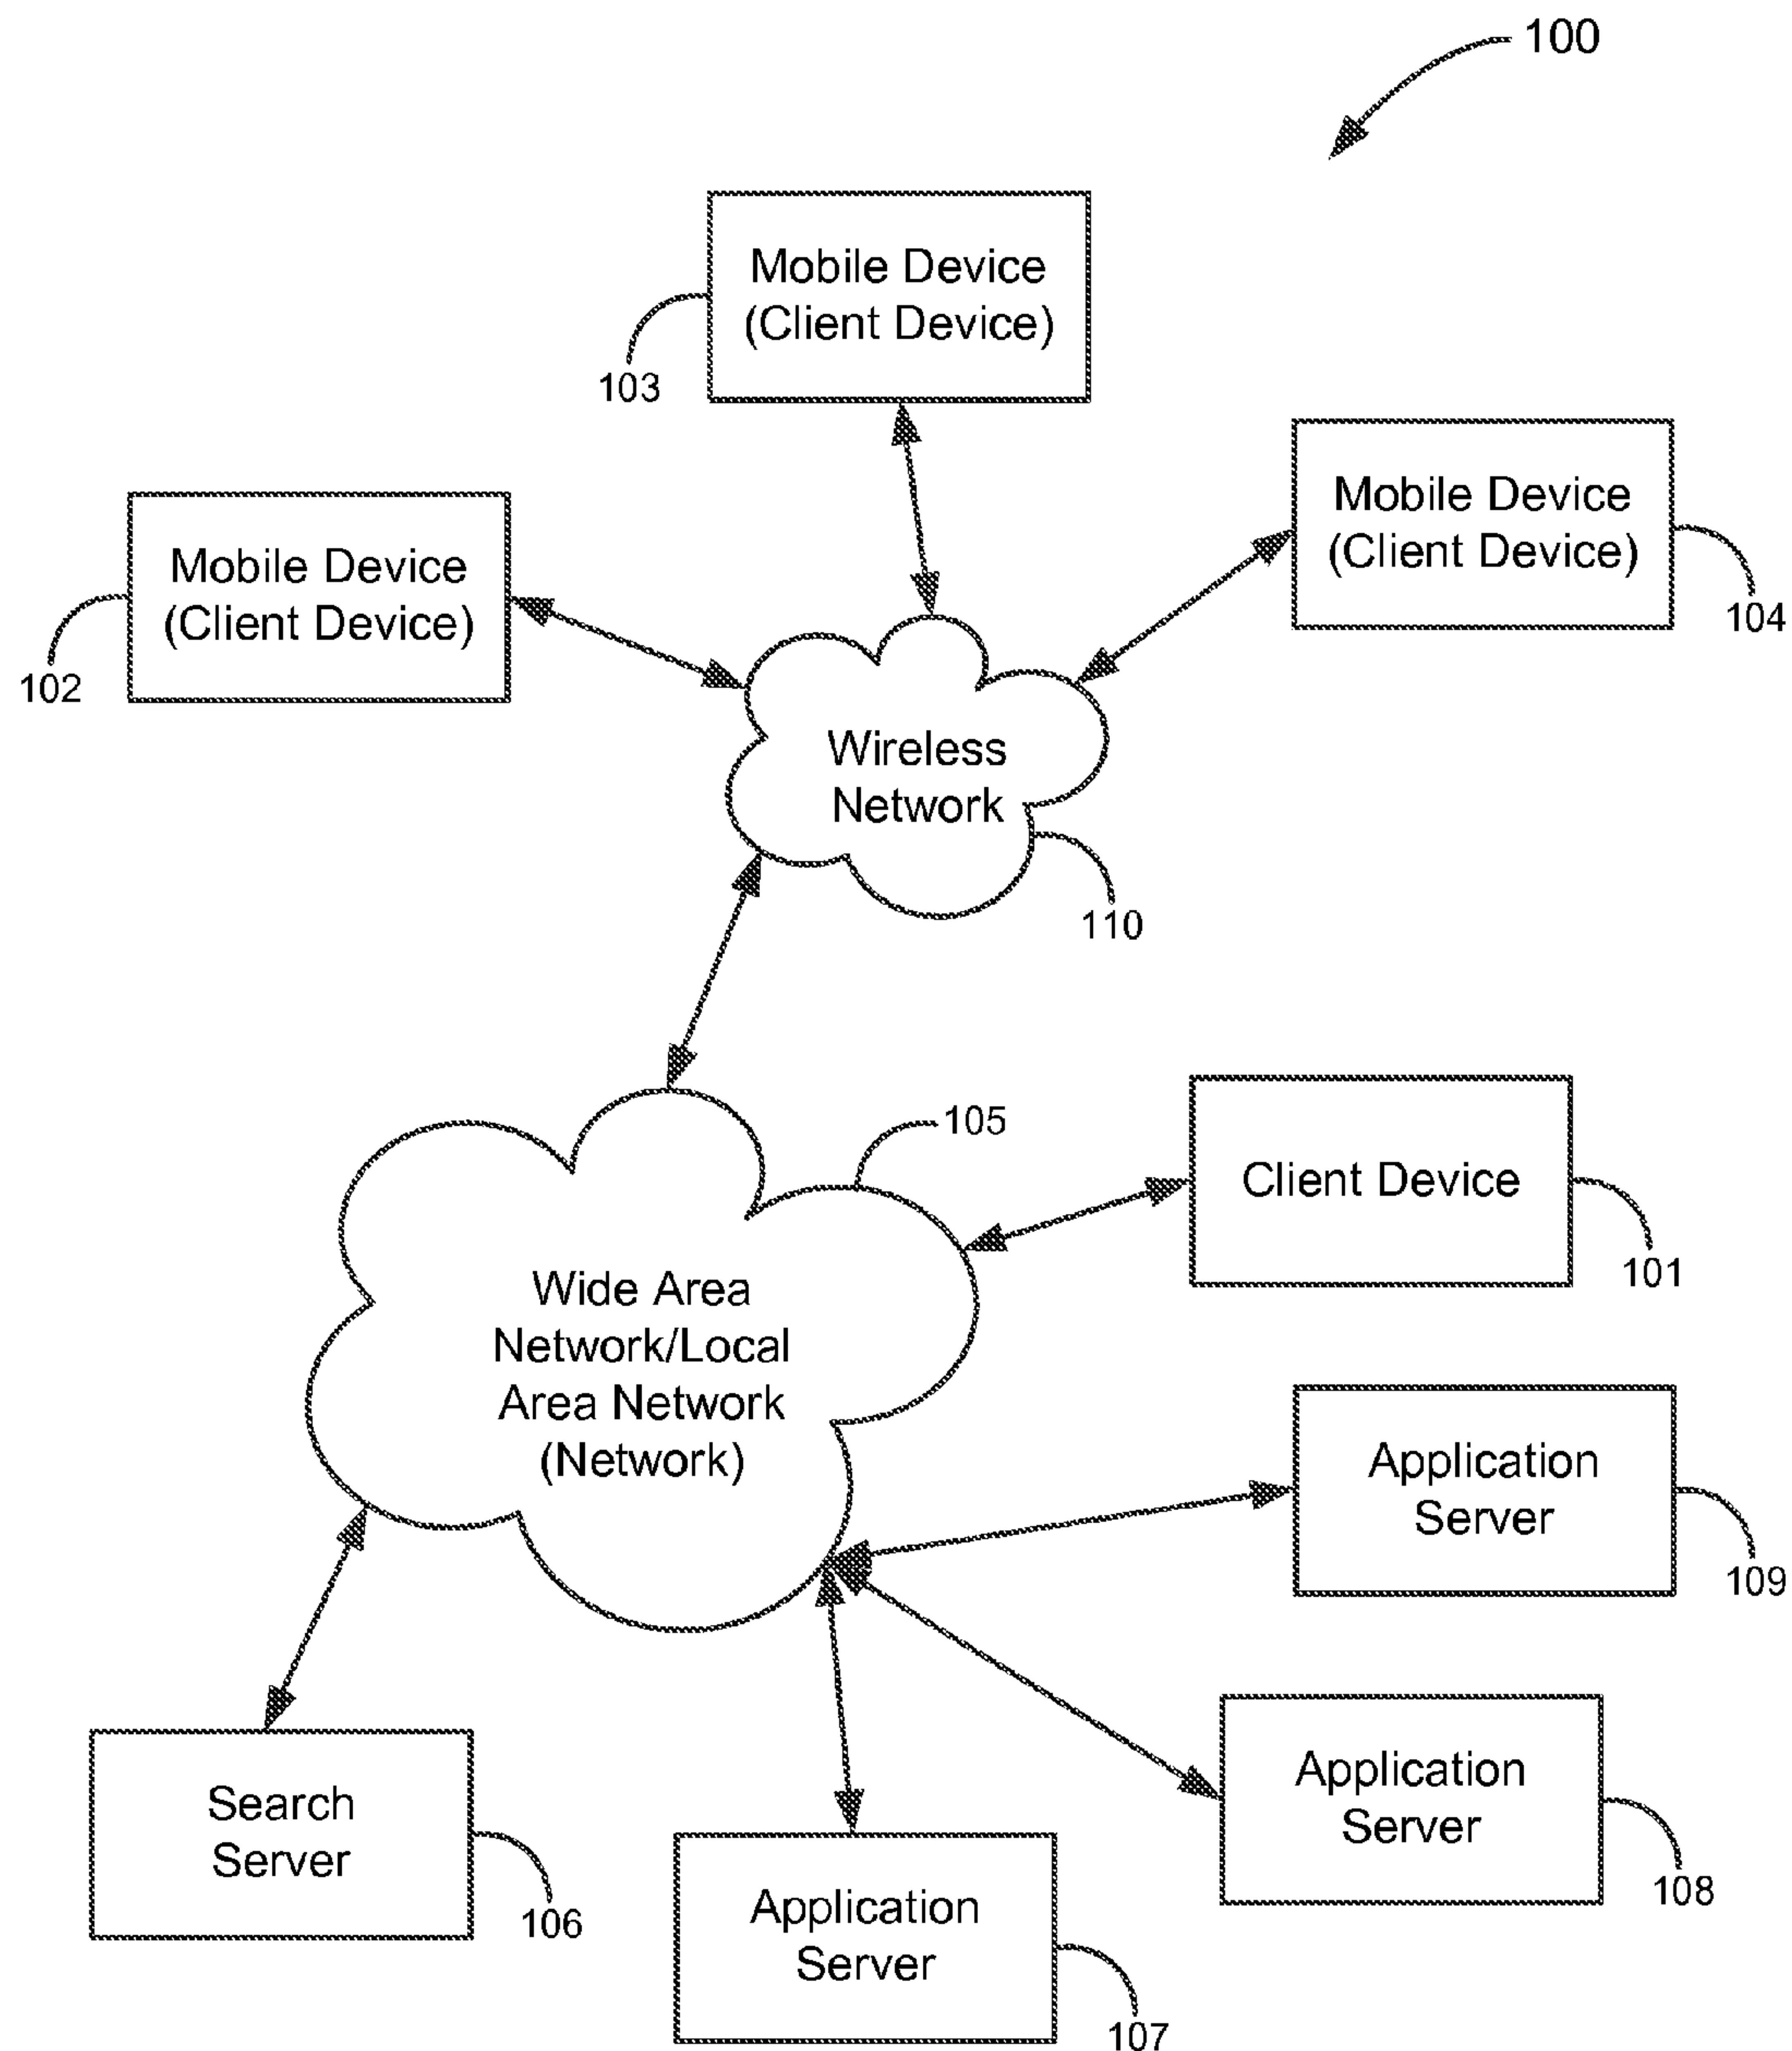 100
Mobile Device
(Client Device)
103
Mobile Device
(Client Device)
104
Mobile Device
(Client Device)
102
Wireless
Network
110
105
Client Device
101
Wide Area
Network/Local
Area Network
(Network)
Application
Server
109
Application
Server
108
Search
Server
106
Application
Server
107